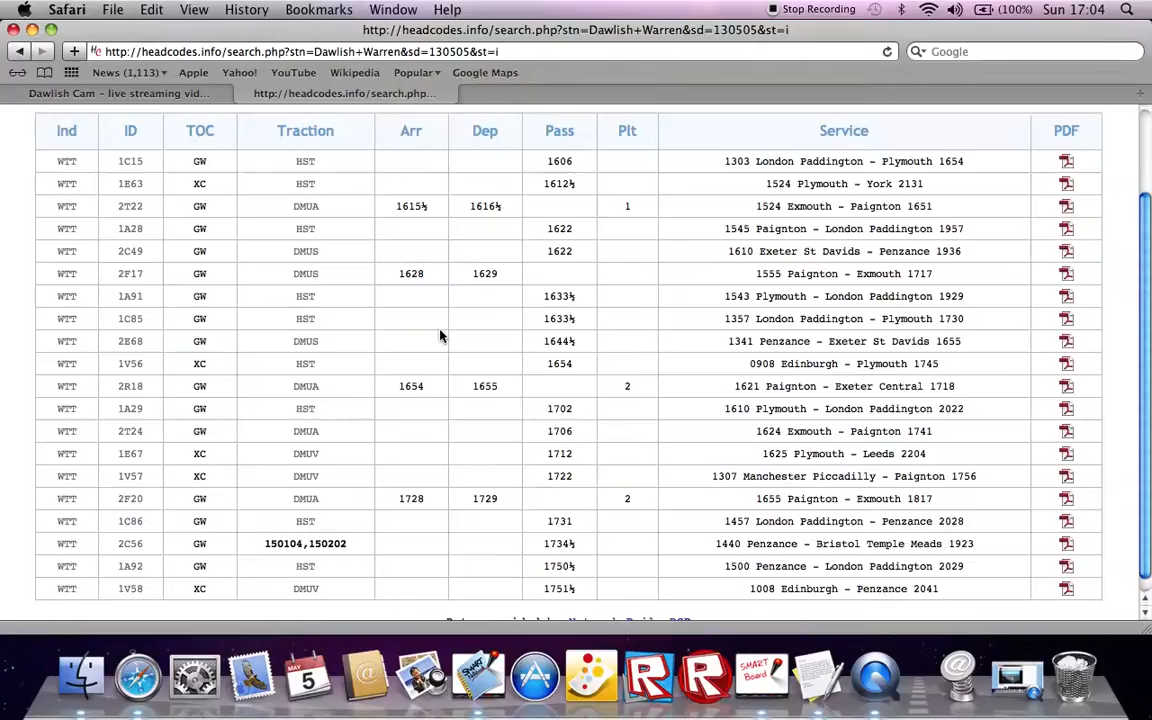 Safari File Edit View History Bookmarks Window Help Stop Recording (100%) Sun 17:04
http://headcodes.info/search.php?stn=Dawlish+Warren&sd=130505&st=i
http://headcodes.info/search.php?stn=Dawlish+Warren&sd=130505&st=i Google
News (1,113) Apple Yahoo! YouTube Wikipedia Popular Google Maps
Dawlish Cam – live streaming vid... http://headcodes.info/search.php...
Ind ID TOC Traction Arr Dep Pass Plt Service PDF
WTT 1C15 GW HST 1606 1303 London Paddington - Plymouth 1654
WTT 1E63 XC HST 1612½ 1524 Plymouth - York 2131
WTT 2T22 GW DMUA 1615½ 1616½ 1 1524 Exmouth - Paignton 1651
WTT 1A28 GW HST 1622 1545 Paignton - London Paddington 1957
WTT 2C49 GW DMUS 1622 1610 Exeter St Davids - Penzance 1936
WTT 2F17 GW DMUS 1628 1629 1555 Paignton - Exmouth 1717
WTT 1A91 GW HST 1633½ 1543 Plymouth - London Paddington 1929
WTT 1C85 GW HST 1633½ 1357 London Paddington - Plymouth 1730
WTT 2E68 GW DMUS 1644½ 1341 Penzance - Exeter St Davids 1655
WTT 1V56 XC HST 1654 0908 Edinburgh - Plymouth 1745
WTT 2R18 GW DMUA 1654 1655 2 1621 Paignton - Exeter Central 1718
WTT 1A29 GW HST 1702 1610 Plymouth - London Paddington 2022
WTT 2T24 GW DMUA 1706 1624 Exmouth - Paignton 1741
WTT 1E67 XC DMUV 1712 1625 Plymouth - Leeds 2204
WTT 1V57 XC DMUV 1722 1307 Manchester Piccadilly - Paignton 1756
WTT 2F20 GW DMUA 1728 1729 2 1655 Paignton - Exmouth 1817
WTT 1C86 GW HST 1731 1457 London Paddington - Penzance 2028
WTT 2C56 GW 150104,150202 1734½ 1440 Penzance - Bristol Temple Meads 1923
WTT 1A92 GW HST 1750½ 1500 Penzance - London Paddington 2029
WTT 1V58 XC DMUV 1751½ 1008 Edinburgh - Penzance 2041
MAY 5 SMART Board